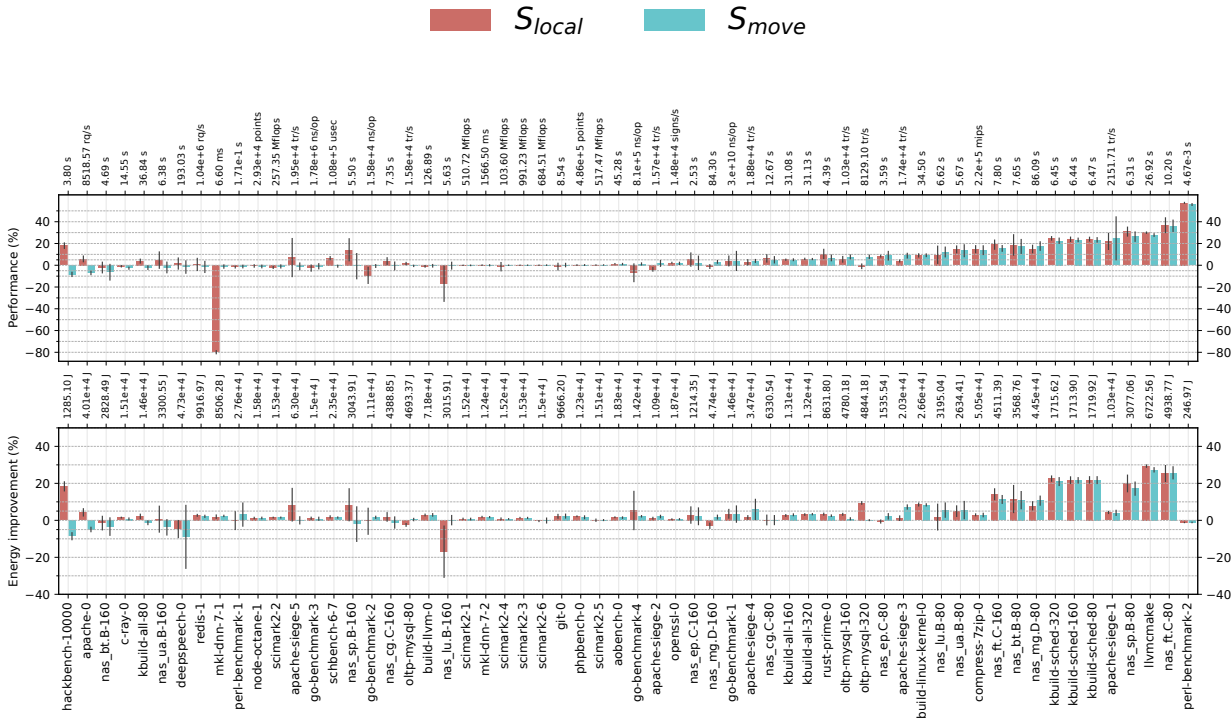 S_local S_move
3.80 s
8518.57 rq/s
4.69 s
14.55 s
36.84 s
6.38 s
193.03 s
1.04e+6 rq/s
6.60 ms
1.71e-1 s
2.93e+4 points
257.35 Mflops
1.95e+4 tr/s
1.78e+6 ns/op
1.08e+5 usec
5.50 s
1.58e+4 ns/op
7.35 s
1.58e+4 tr/s
126.89 s
5.63 s
510.72 Mflops
1566.50 ms
103.60 Mflops
991.23 Mflops
684.51 Mflops
8.54 s
4.86e+5 points
517.47 Mflops
45.28 s
8.1e+5 ns/op
1.57e+4 tr/s
1.48e+4 signs/s
2.53 s
84.30 s
3.e+10 ns/op
1.88e+4 tr/s
12.67 s
31.08 s
31.13 s
4.39 s
1.03e+4 tr/s
8129.10 tr/s
3.59 s
1.74e+4 tr/s
34.50 s
6.62 s
5.67 s
2.2e+5 mips
7.80 s
7.65 s
86.09 s
6.45 s
6.44 s
6.47 s
2151.71 tr/s
6.31 s
26.92 s
10.20 s
4.67e-3 s
Performance (%)
40 40
20 20
0 0
−20 −20
−40 −40
−60 −60
−80 −80
1285.10 J
4.01e+4 J
2828.49 J
1.51e+4 J
1.46e+4 J
3300.55 J
4.73e+4 J
9916.97 J
8506.28 J
2.76e+4 J
1.58e+4 J
1.53e+4 J
6.30e+4 J
1.5e+4 J
2.35e+4 J
3043.91 J
1.11e+4 J
4388.85 J
4693.37 J
7.18e+4 J
3015.91 J
1.52e+4 J
1.24e+4 J
1.52e+4 J
1.53e+4 J
1.5e+4 J
9666.20 J
1.23e+4 J
1.51e+4 J
1.83e+4 J
1.42e+4 J
1.09e+4 J
1.87e+4 J
1214.35 J
4.74e+4 J
1.46e+4 J
3.47e+4 J
6330.54 J
1.31e+4 J
1.32e+4 J
8631.80 J
4780.18 J
4844.18 J
1535.54 J
2.03e+4 J
2.66e+4 J
3195.04 J
2634.41 J
5.05e+4 J
4511.39 J
3568.76 J
4.45e+4 J
1715.62 J
1713.90 J
1719.92 J
1.03e+4 J
3077.06 J
6722.56 J
4938.77 J
246.97 J
Energy improvement (%)
40 40
20 20
0 0
−20 −20
−40 −40
hackbench-10000
apache-0
nas_bt.B-160
c-ray-0
kbuild-all-80
nas_ua.B-160
deepspeech-0
redis-1
mkl-dnn-7-1
perl-benchmark-1
node-octane-1
scimark2-2
apache-siege-5
go-benchmark-3
schbench-6-7
nas_sp.B-160
go-benchmark-2
nas_cg.C-160
oltp-mysql-80
build-llvm-0
nas_lu.B-160
scimark2-1
mkl-dnn-7-2
scimark2-4
scimark2-3
scimark2-6
git-0
phpbench-0
scimark2-5
aobench-0
go-benchmark-4
apache-siege-2
openssl-0
nas_ep.C-160
nas_mg.D-160
go-benchmark-1
apache-siege-4
nas_cg.C-80
kbuild-all-160
kbuild-all-320
rust-prime-0
oltp-mysql-160
oltp-mysql-320
nas_ep.C-80
apache-siege-3
build-linux-kernel-0
nas_lu.B-80
nas_ua.B-80
compress-7zip-0
nas_ft.C-160
nas_bt.B-80
nas_mg.D-80
kbuild-sched-320
kbuild-sched-160
kbuild-sched-80
apache-siege-1
nas_sp.B-80
llvmcmake
nas_ft.C-80
perl-benchmark-2